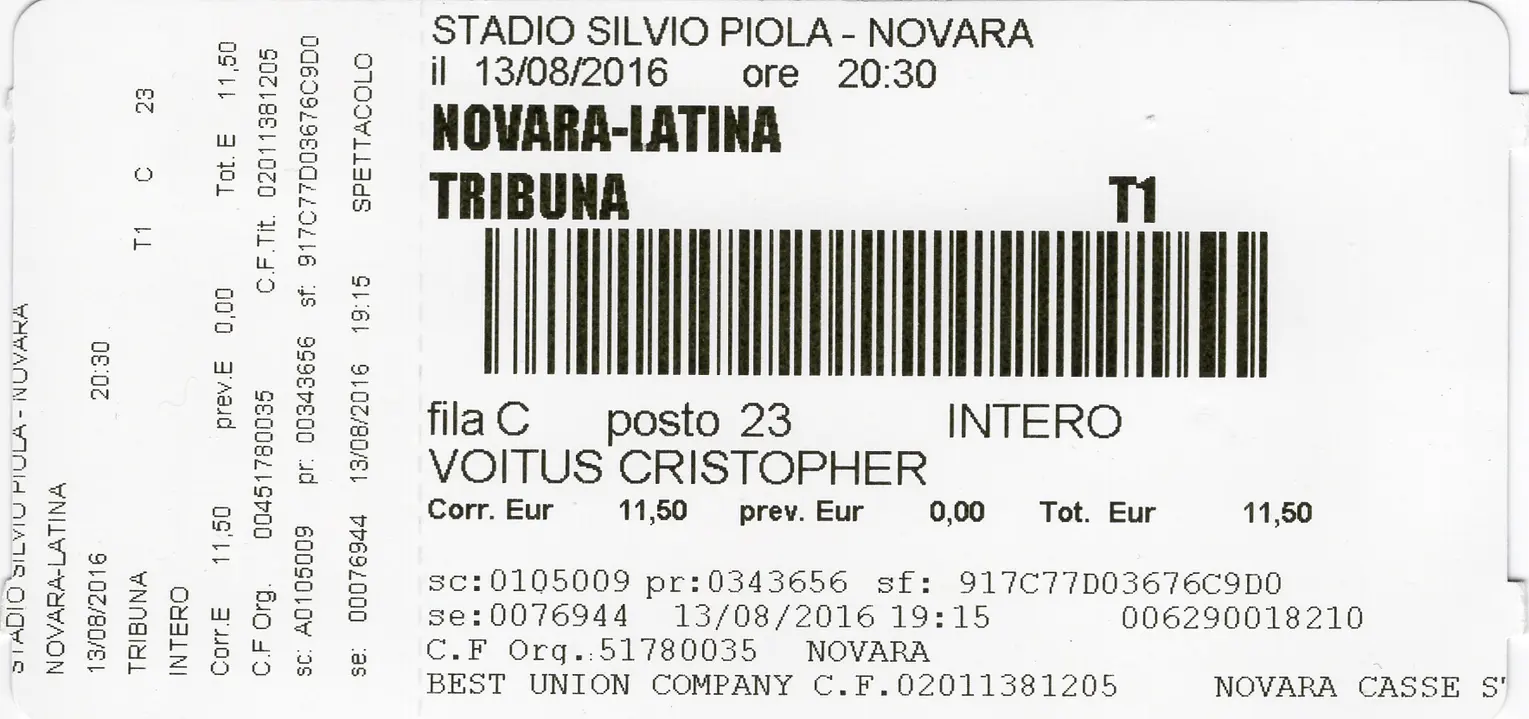 STADIO SILVIO PIOLA - NOVARA
NOVARA-LATINA
13/08/2016 20:30
TRIBUNA T1 C 23
INTERO
Corr.E 11,50 prev.E 0,00 Tot. E 11,50
C.F Org. 00451780035 C.F.Tit. 02011381205
sc: A0105009 pr: 00343656 sf: 917C77D03676C9D0
se: 00076944 13/08/2016 19:15 SPETTACOLO
STADIO SILVIO PIOLA - NOVARA
il 13/08/2016 ore 20:30
NOVARA-LATINA
TRIBUNA T1
fila C posto 23 INTERO
VOITUS CRISTOPHER
Corr. Eur 11,50 prev. Eur 0,00 Tot. Eur 11,50
sc:0105009 pr:0343656 sf: 917C77D03676C9D0
se:0076944 13/08/2016 19:15 006290018210
C.F Org.:51780035 NOVARA
BEST UNION COMPANY C.F.02011381205 NOVARA CASSE S'